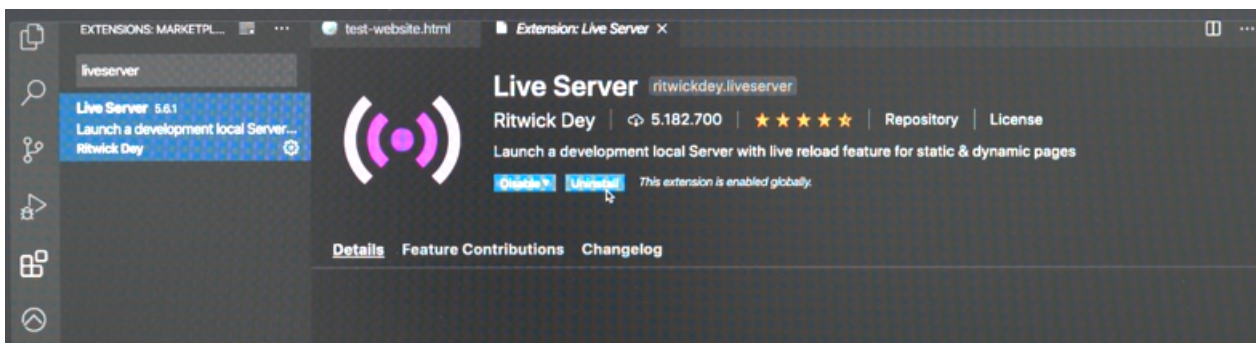 EXTENSIONS: MARKETPL... ...
test-website.html
Extension: Live Server
liveserver
Live Server 5.6.1
Launch a development local Server...
Ritwick Dey
Live Server ritwickdey.liveserver
Ritwick Dey 5.182.700 Repository License
Launch a development local Server with live reload feature for static & dynamic pages
Disable Uninstall This extension is enabled globally.
Details Feature Contributions Changelog